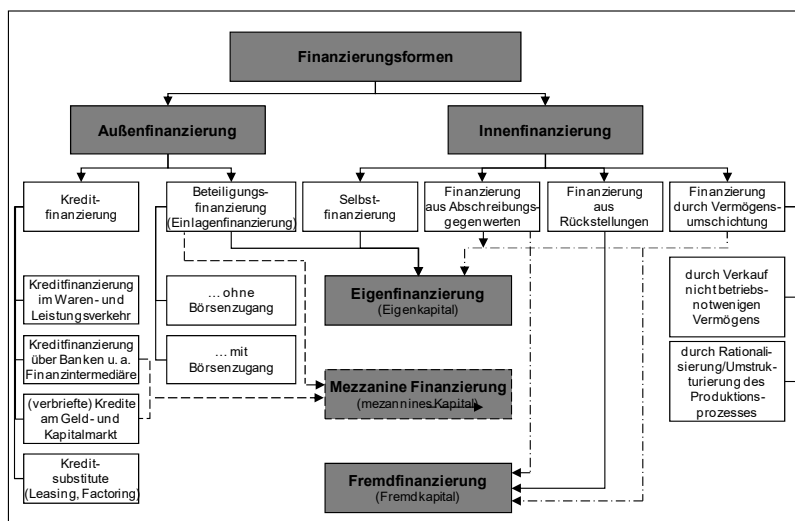 Finanzierungsformen
Außenfinanzierung
Innenfinanzierung
Kredit-
finanzierung
Beteiligungs-
finanzierung
(Einlagenfinanzierung)
Selbst-
finanzierung
Finanzierung
aus Abschreibungs-
gegenwerten
Finanzierung
aus
Rückstellungen
Finanzierung
durch Vermögens-
umschichtung
Kreditfinanzierung
im Waren- und
Leistungsverkehr
Kreditfinanzierung
über Banken u. a.
Finanzintermediäre
(verbriefte) Kredite
am Geld- und
Kapitalmarkt
Kredit-
substitute
(Leasing, Factoring)
... ohne
Börsenzugang
... mit
Börsenzugang
Eigenfinanzierung
(Eigenkapital)
Mezzanine Finanzierung
(mezannines Kapital)
Fremdfinanzierung
(Fremdkapital)
durch Verkauf
nicht betriebs-
notwenigen
Vermögens
durch Rationali-
sierung/Umstruk-
turierung des
Produktions-
prozesses